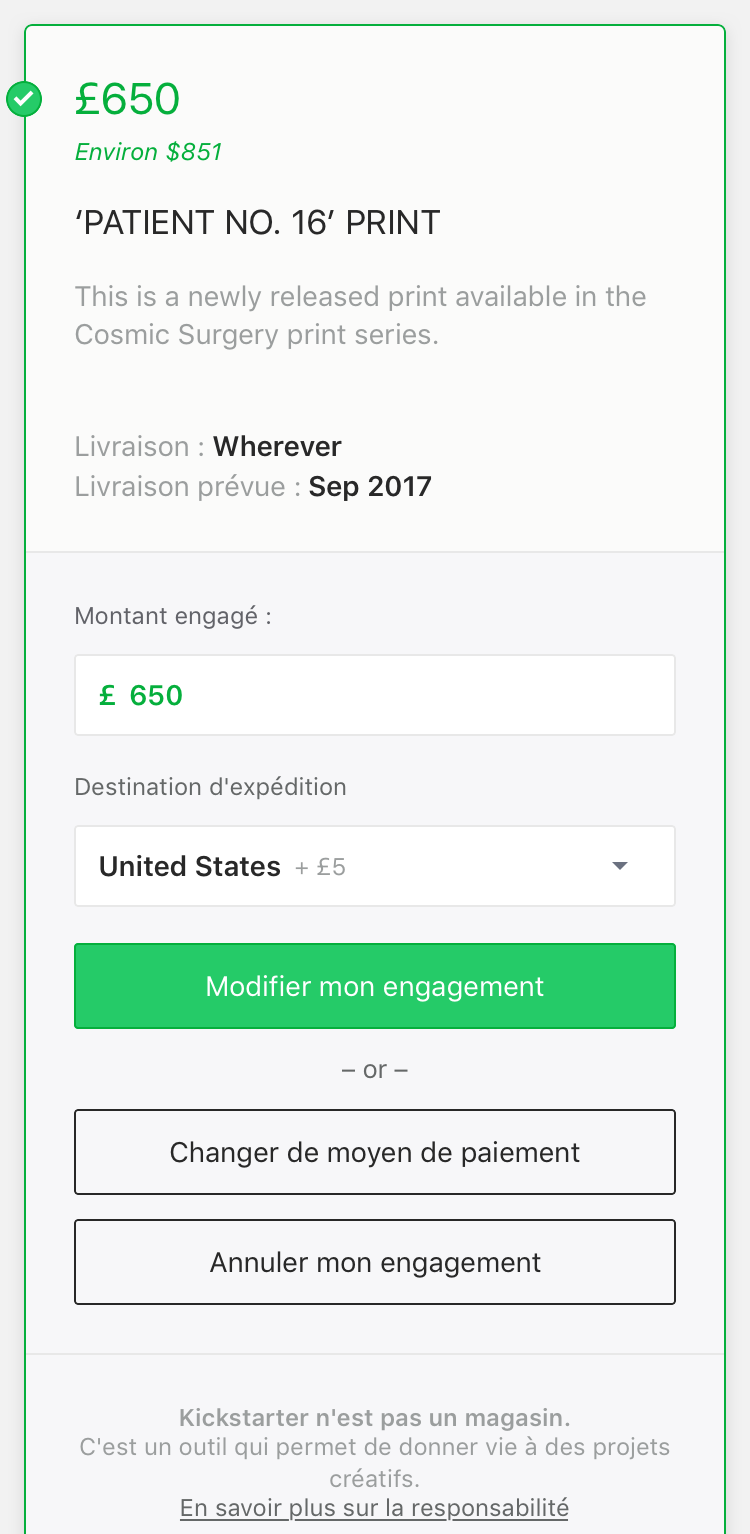 £650
Environ $851
‘PATIENT NO. 16’ PRINT
This is a newly released print available in the
Cosmic Surgery print series.
Livraison : Wherever
Livraison prévue : Sep 2017
Montant engagé :
£ 650
Destination d'expédition
United States + £5
Modifier mon engagement
– or –
Changer de moyen de paiement
Annuler mon engagement
Kickstarter n'est pas un magasin.
C'est un outil qui permet de donner vie à des projets
créatifs.
En savoir plus sur la responsabilité